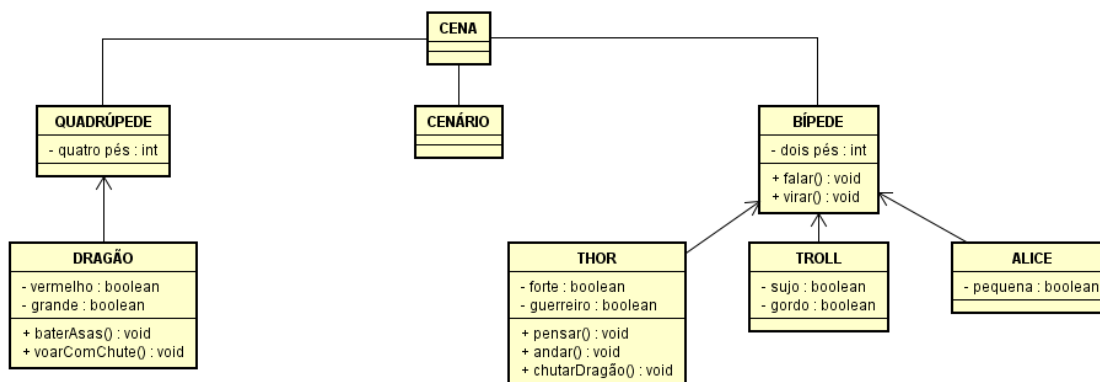 CENA
QUADRÚPEDE
- quatro pés : int
CENÁRIO
BÍPEDE
- dois pés : int
+ falar() : void
+ virar() : void
DRAGÃO
- vermelho : boolean
- grande : boolean
+ baterAsas() : void
+ voarComChute() : void
THOR
- forte : boolean
- guerreiro : boolean
+ pensar() : void
+ andar() : void
+ chutarDragão() : void
TROLL
- sujo : boolean
- gordo : boolean
ALICE
- pequena : boolean